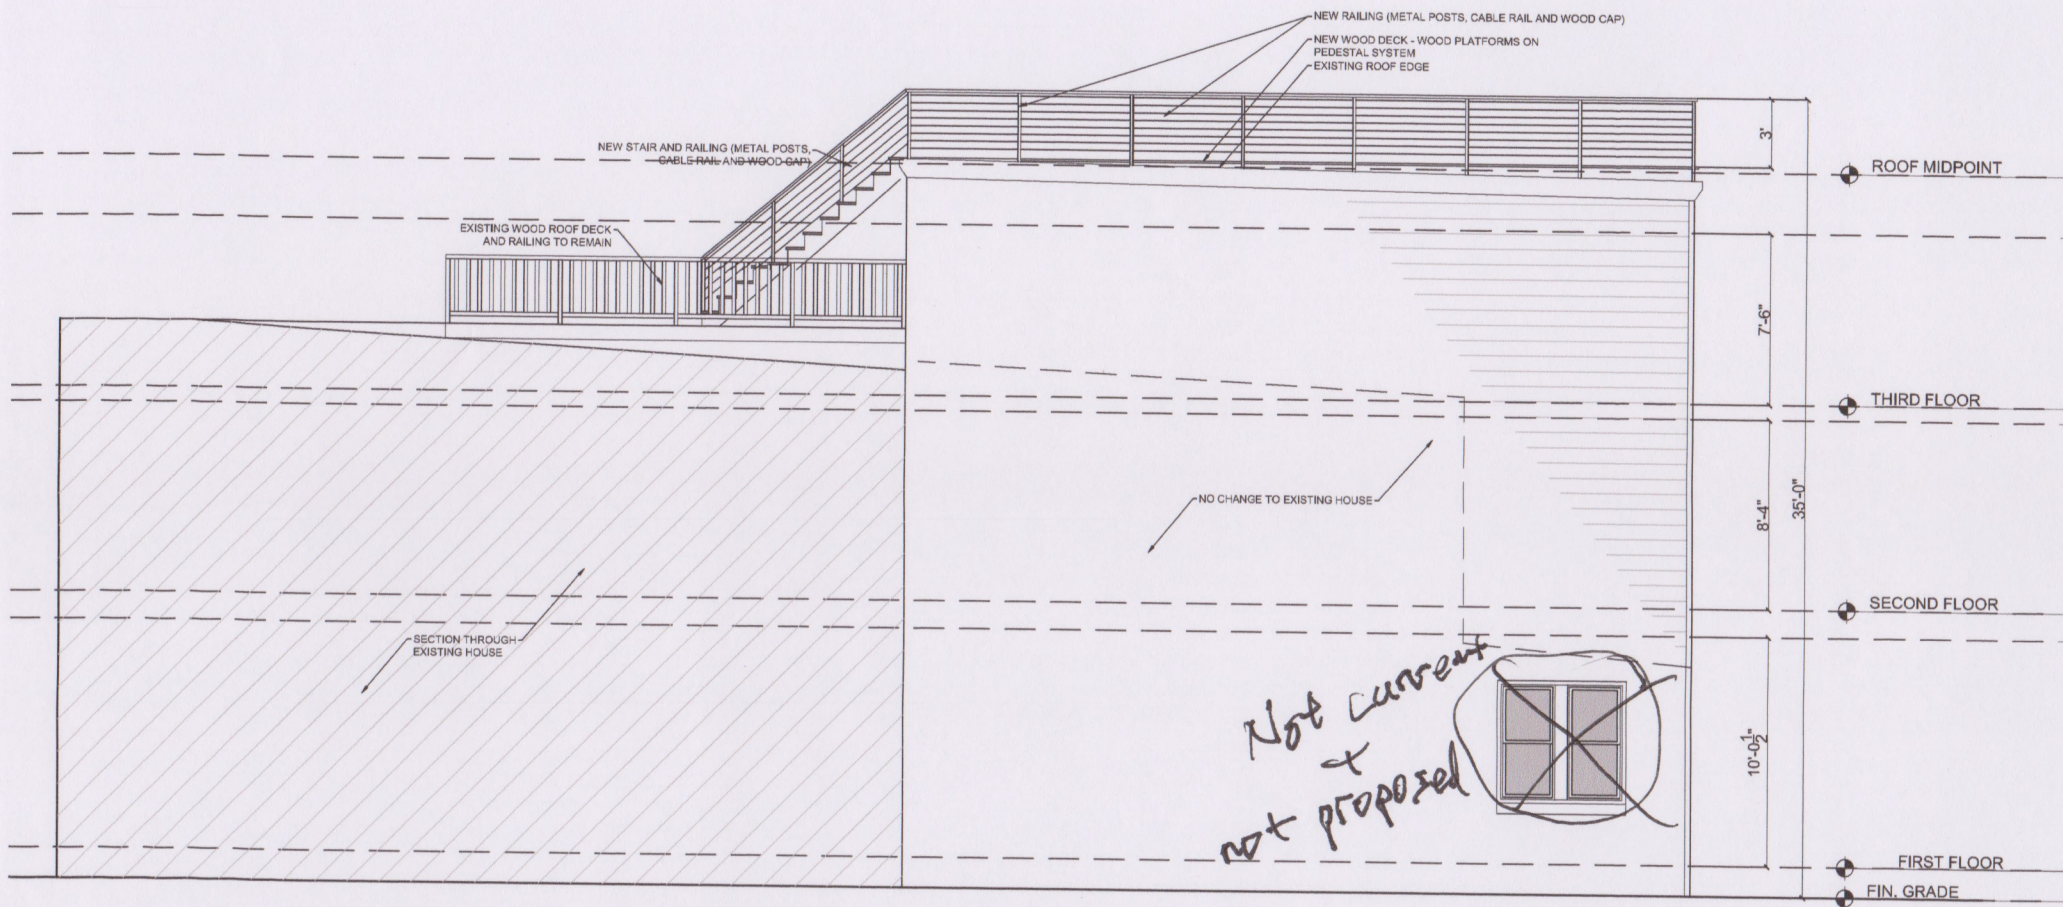 NEW RAILING (METAL POSTS, CABLE RAIL AND WOOD CAP)
NEW WOOD DECK - WOOD PLATFORMS ON
PEDESTAL SYSTEM
EXISTING ROOF EDGE
NEW STAIR AND RAILING (METAL POSTS,
CABLE RAIL AND WOOD CAP)
3'
ROOF MIDPOINT
EXISTING WOOD ROOF DECK
AND RAILING TO REMAIN
7'-6"
THIRD FLOOR
NO CHANGE TO EXISTING HOUSE
8'-4"
35'-0"
SECOND FLOOR
SECTION THROUGH
EXISTING HOUSE
Not current
+
not proposed
10'-0 1/2"
FIRST FLOOR
FIN. GRADE